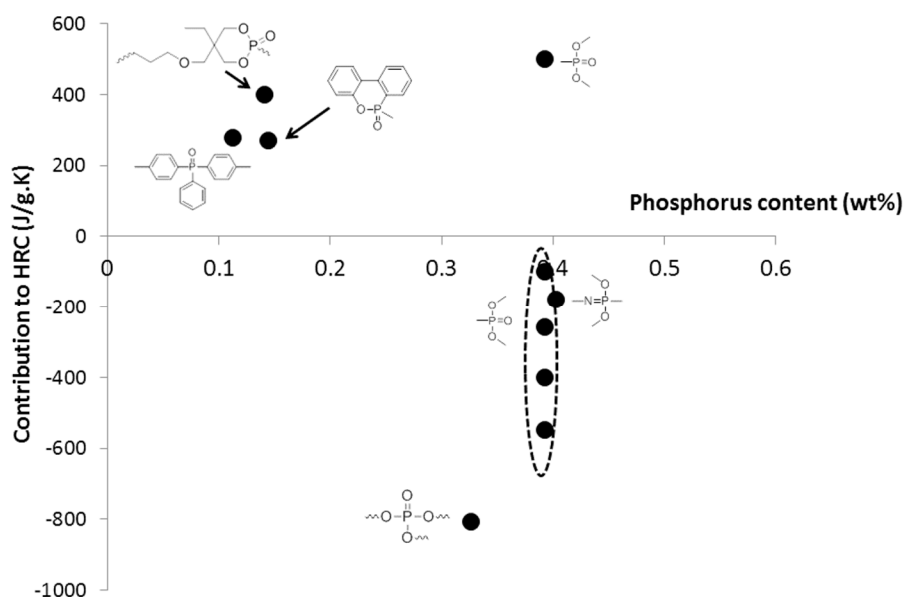 600
400
200
0
-200
-400
-600
-800
-1000
Contribution to HRC (J/g.K)
Phosphorus content (wt%)
0 0.1 0.2 0.3 0.4 0.5 0.6
O
O
P
O
O
O
O
P
O
O
P
O
P
O
O
O
P
O
O
N
P
O
O
O
O
P
O
O